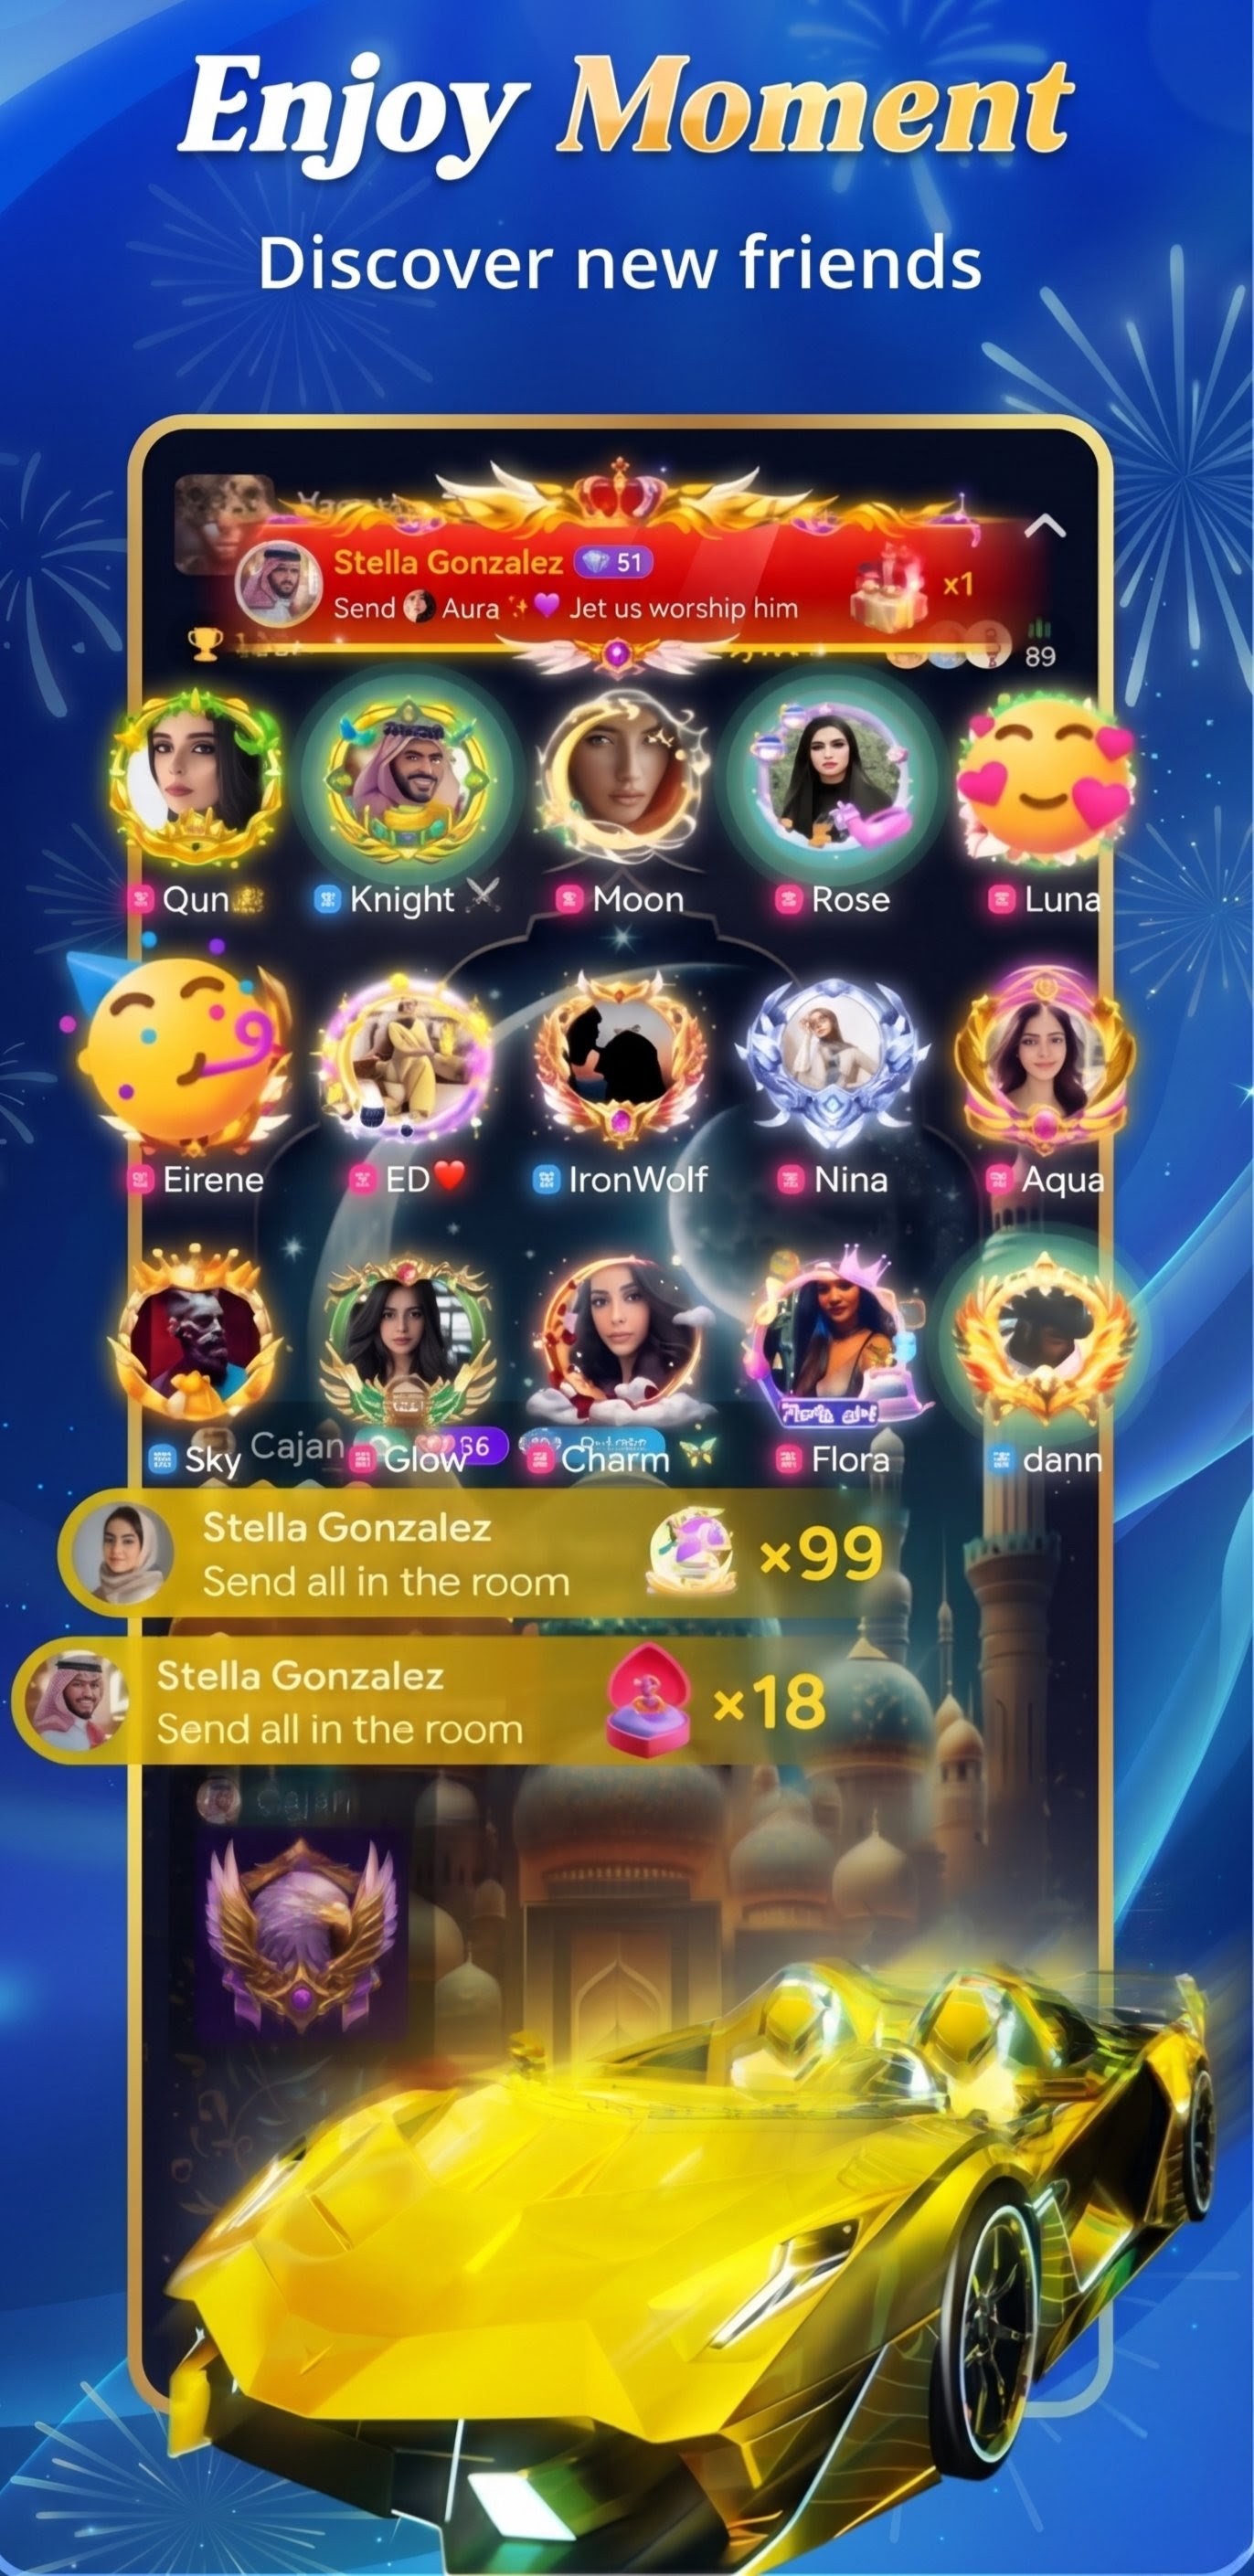 Enjoy Moment
Discover new friends
Stella Gonzalez 51
Send Aura ✨💜 Jet us worship him
x1
89
Qun
Knight ⚔
Moon
Rose
Luna
Eirene
ED❤️
IronWolf
Nina
Aqua
Cajan
Sky
Glow
Charm 🦋
Flora
dann
Stella Gonzalez
Send all in the room
×99
Stella Gonzalez
Send all in the room
×18
Cajan